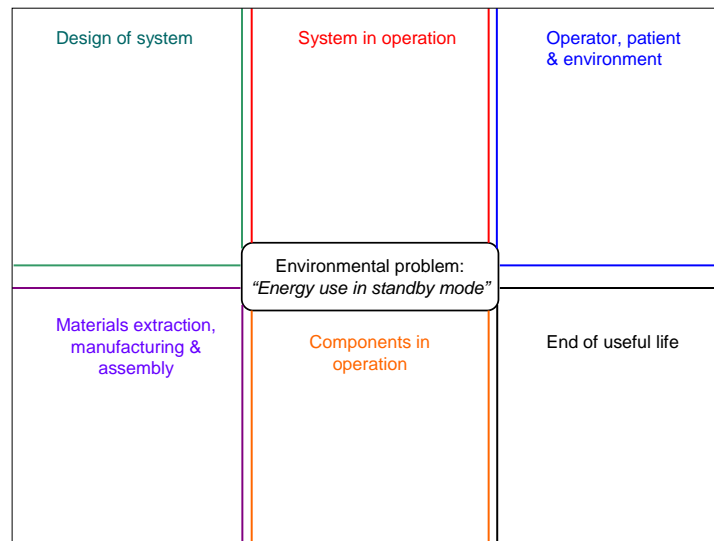 Design of system
System in operation
Operator, patient
& environment
Environmental problem:
“Energy use in standby mode”
Materials extraction,
manufacturing &
assembly
Components in
operation
End of useful life